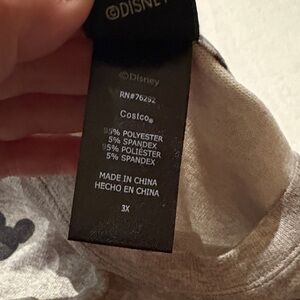 ©DISNEY
©Disney
RN#76292
Costco®
95% POLYESTER
5% SPANDEX
95% POLIÉSTER
5% SPANDEX
MADE IN CHINA
HECHO EN CHINA
3X